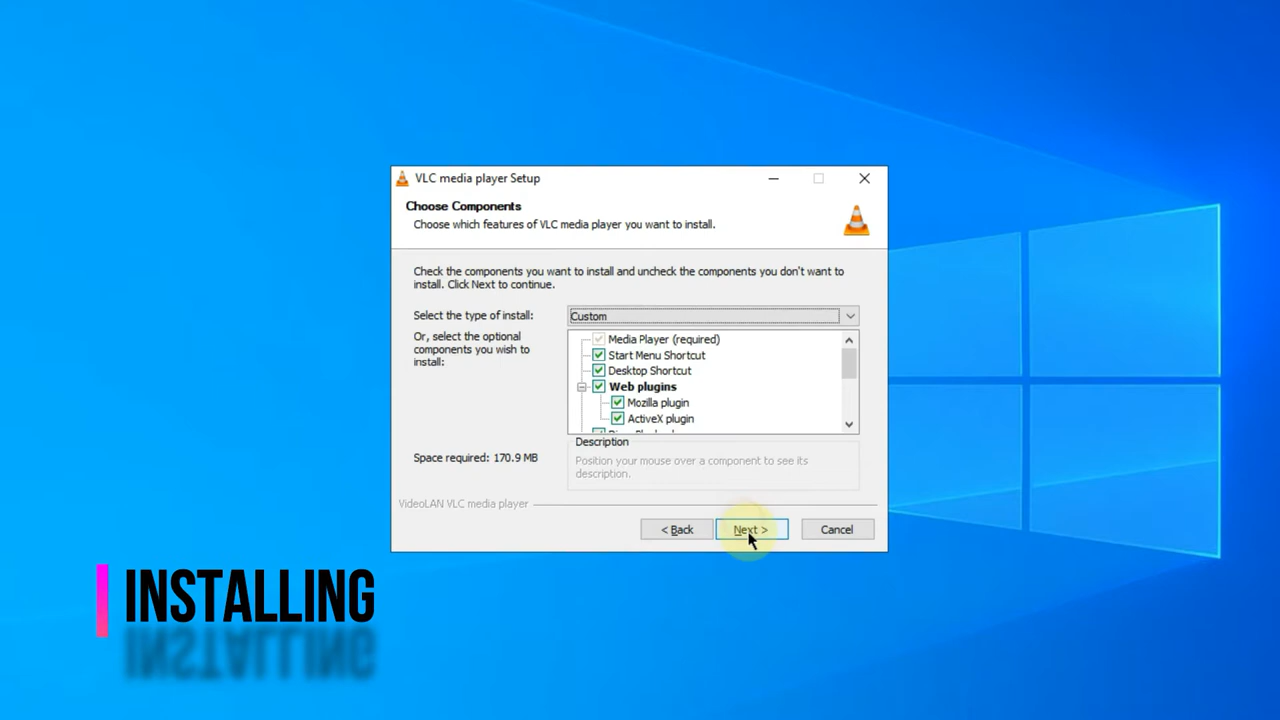 VLC media player Setup
Choose Components
Choose which features of VLC media player you want to install.
Check the components you want to install and uncheck the components you don't want to
install. Click Next to continue.
Select the type of install:
Custom
Or, select the optional
components you wish to
install:
Media Player (required)
Start Menu Shortcut
Desktop Shortcut
Web plugins
Mozilla plugin
ActiveX plugin
Space required: 170.9 MB
Description
Position your mouse over a component to see its
description.
VideoLAN VLC media player
< Back
Next >
Cancel
INSTALLING